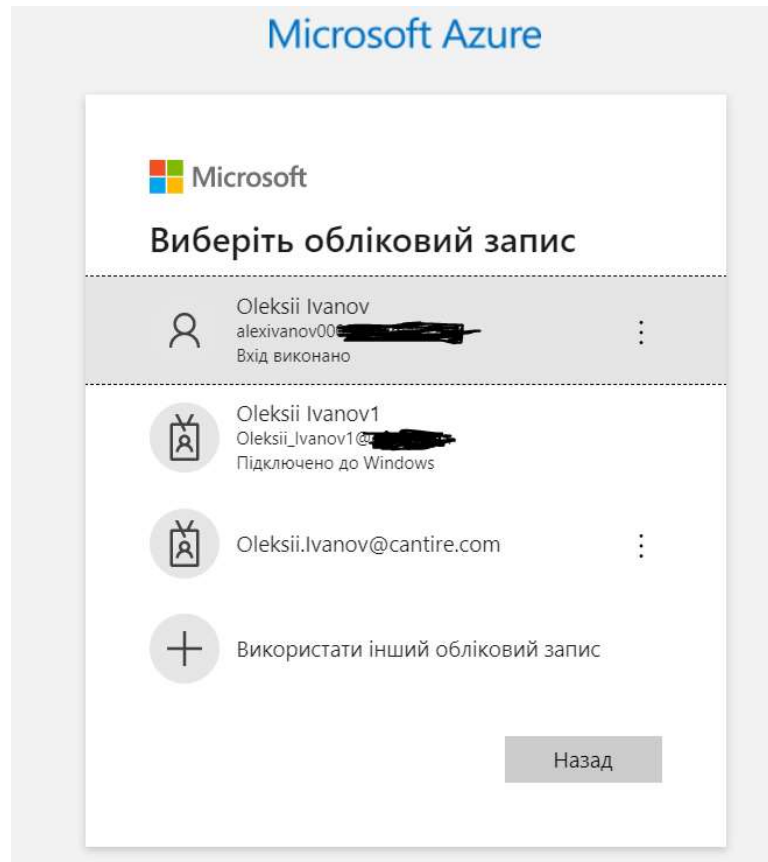 Microsoft Azure
Microsoft
Виберіть обліковий запис
Oleksii Ivanov
alexivanov00
Вхід виконано
Oleksii Ivanov1
Oleksii_Ivanov1@
Підключено до Windows
Oleksii.Ivanov@cantire.com
Використати інший обліковий запис
Назад